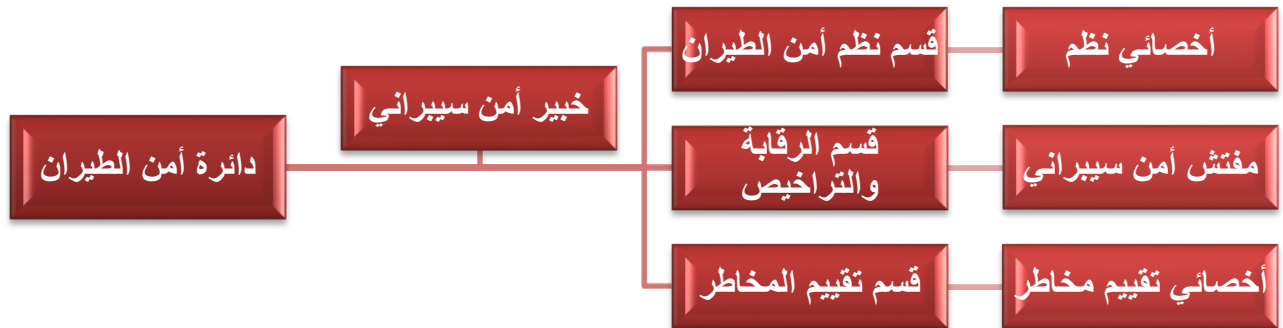 دائرة أمن الطيران
خبير أمن سيبراني
قسم نظم أمن الطيران
أخصائي نظم
قسم الرقابة
والتراخيص
مفتش أمن سيبراني
قسم تقييم المخاطر
أخصائي تقييم مخاطر